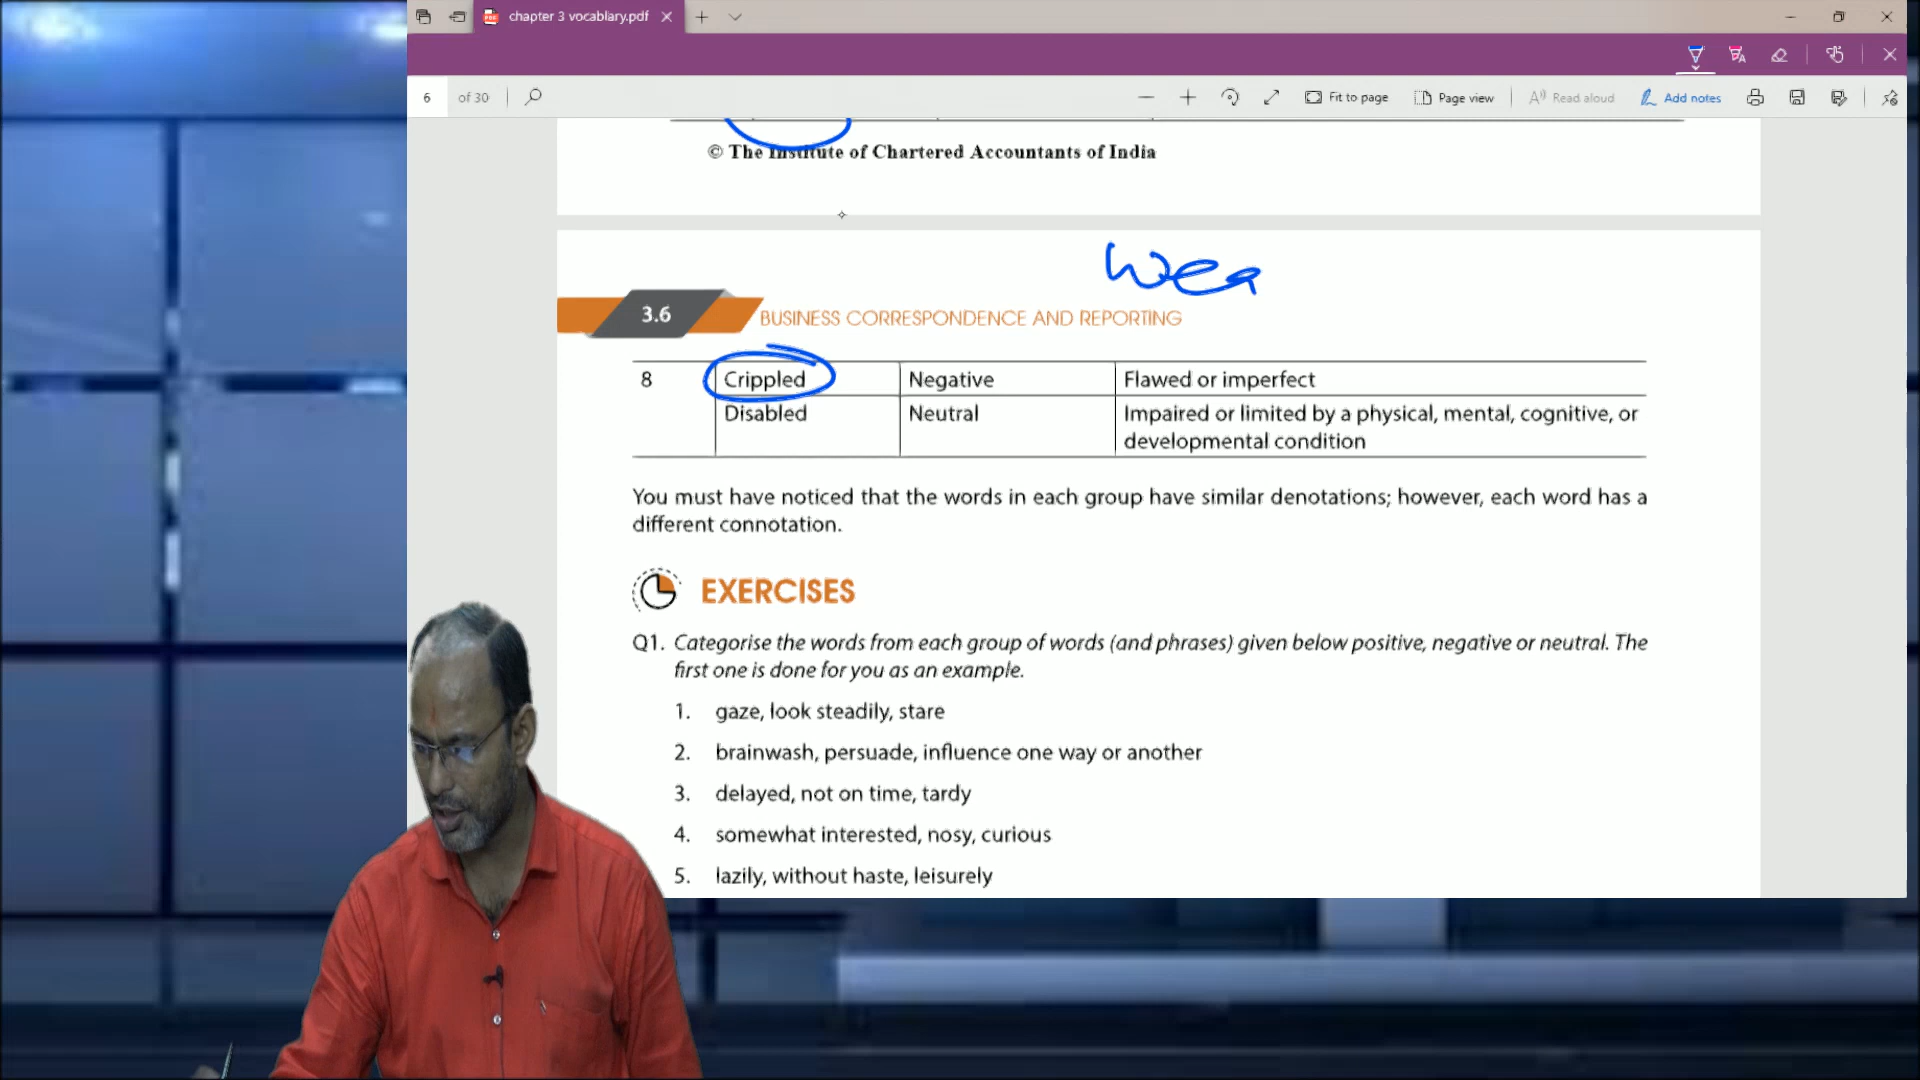 chapter 3 vocablary.pdf
6 of 30
Fit to page
Page view
Read aloud
Add notes
© The Institute of Chartered Accountants of India
wea
3.6
BUSINESS CORRESPONDENCE AND REPORTING
8 Crippled Negative Flawed or imperfect
Disabled Neutral Impaired or limited by a physical, mental, cognitive, or
developmental condition
You must have noticed that the words in each group have similar denotations; however, each word has a
different connotation.
EXERCISES
Q1. Categorise the words from each group of words (and phrases) given below positive, negative or neutral. The
first one is done for you as an example.
1. gaze, look steadily, stare
2. brainwash, persuade, influence one way or another
3. delayed, not on time, tardy
4. somewhat interested, nosy, curious
5. lazily, without haste, leisurely